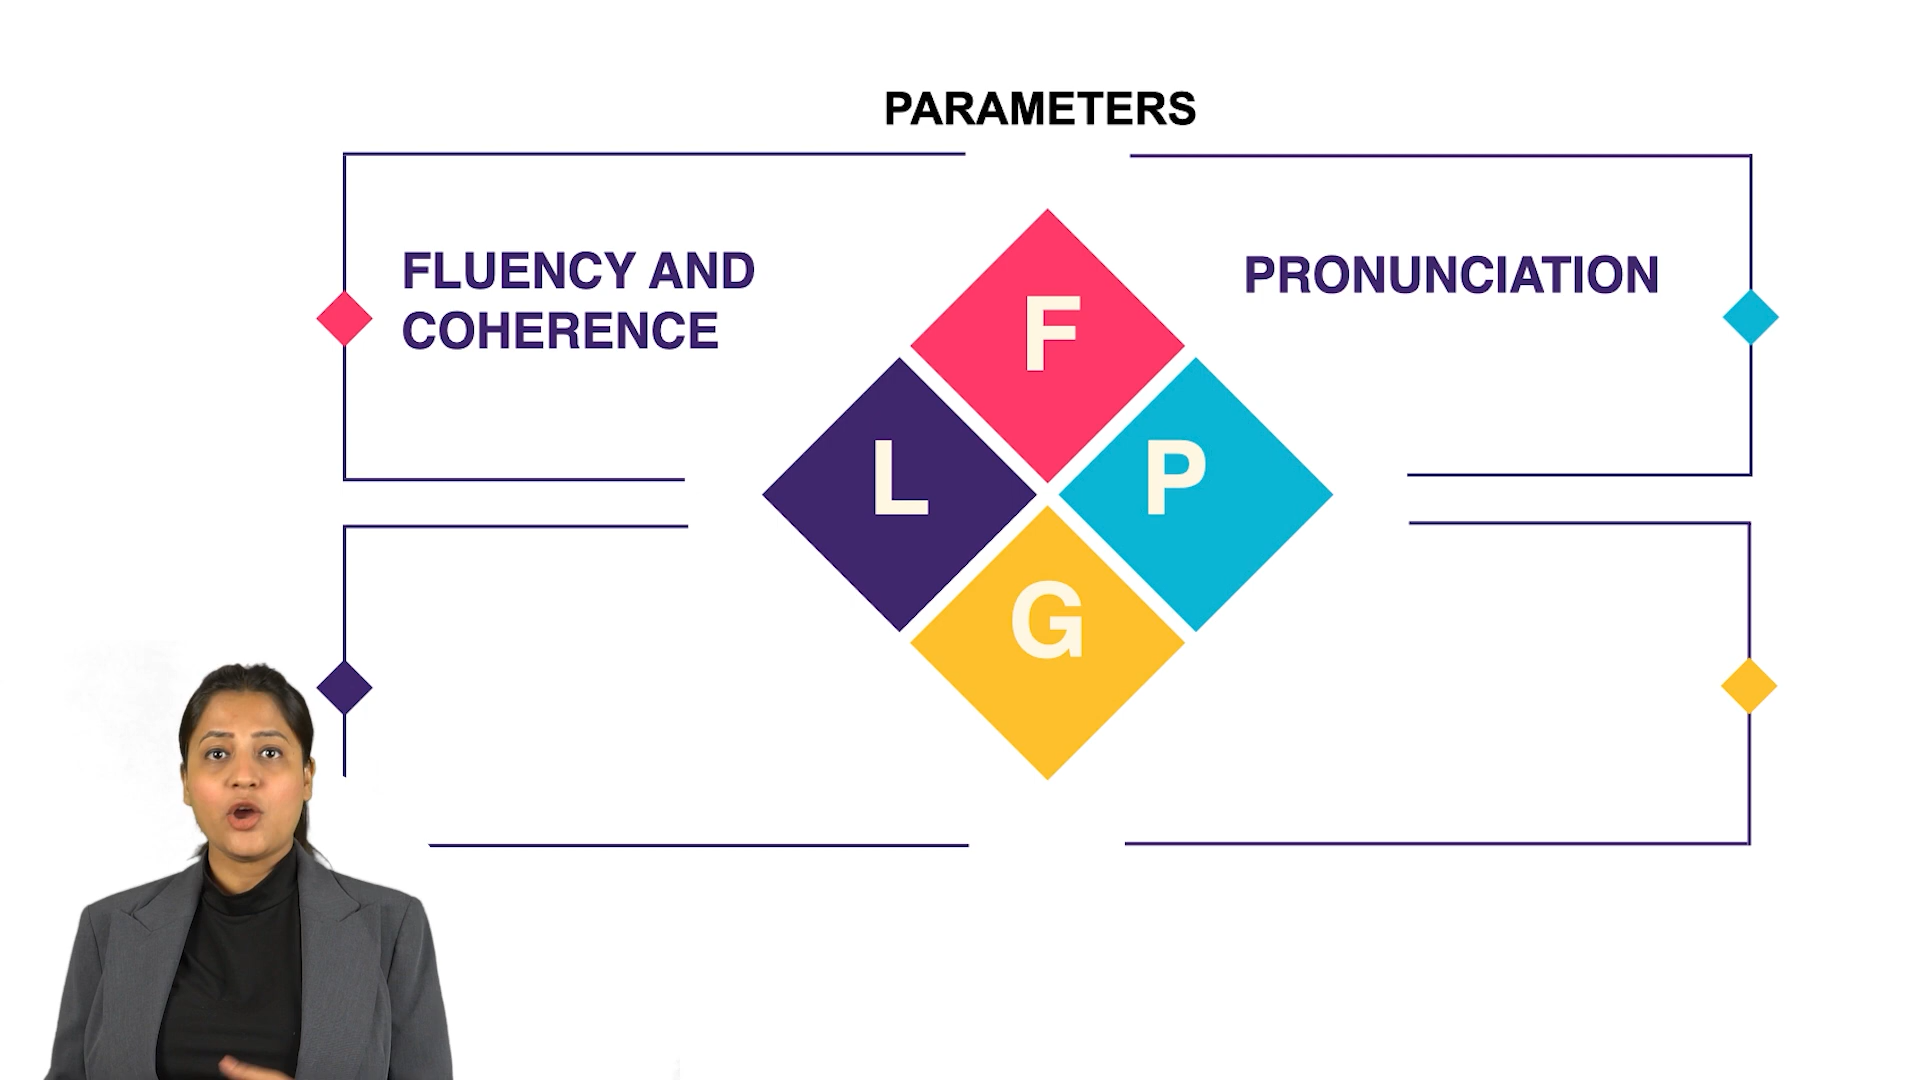 PARAMETERS
FLUENCY AND
COHERENCE
PRONUNCIATION
F
L
P
G